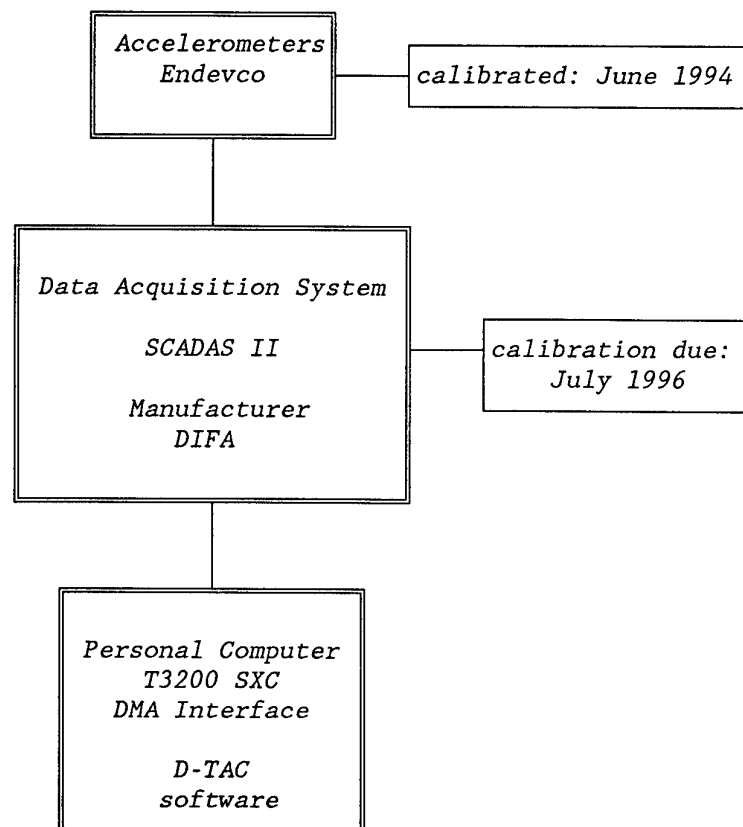 Accelerometers
Endevco
calibrated: June 1994
Data Acquisition System
SCADAS II
Manufacturer
DIFA
calibration due:
July 1996
Personal Computer
T3200 SXC
DMA Interface
D-TAC
software